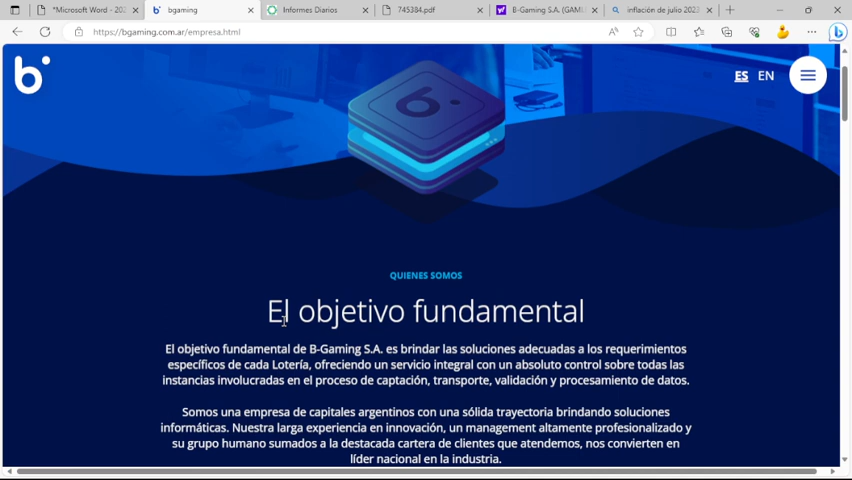 *Microsoft Word - 202
bgaming
Informes Diarios
745384.pdf
B-Gaming S.A. (GAMI
inflación de julio 2023
https://bgaming.com.ar/empresa.html
b
ES EN
QUIENES SOMOS
El objetivo fundamental
El objetivo fundamental de B-Gaming S.A. es brindar las soluciones adecuadas a los requerimientos
específicos de cada Lotería, ofreciendo un servicio integral con un absoluto control sobre todas las
instancias involucradas en el proceso de captación, transporte, validación y procesamiento de datos.
Somos una empresa de capitales argentinos con una sólida trayectoria brindando soluciones
informáticas. Nuestra larga experiencia en innovación, un management altamente profesionalizado y
su grupo humano sumados a la destacada cartera de clientes que atendemos, nos convierten en
líder nacional en la industria.